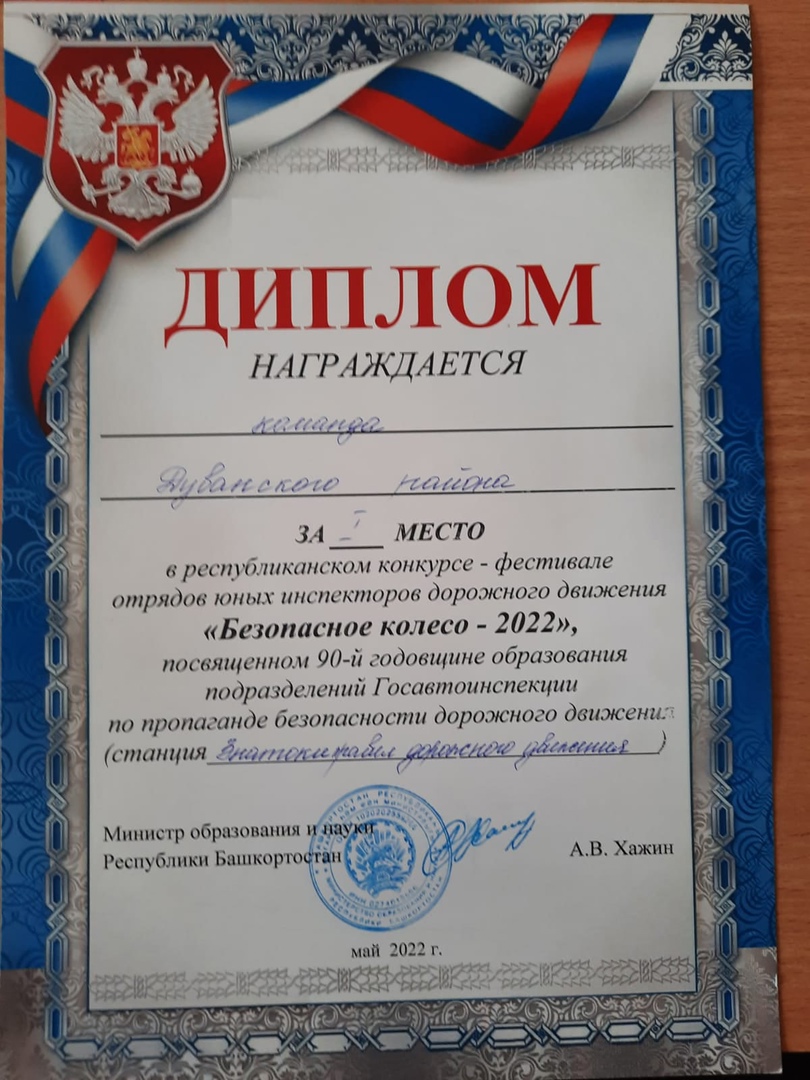 ДИПЛОМ
НАГРАЖДАЕТСЯ
команда
Дуванского района
ЗА I МЕСТО
в республиканском конкурсе - фестивале
отрядов юных инспекторов дорожного движения
«Безопасное колесо - 2022»,
посвященном 90-й годовщине образования
подразделений Госавтоинспекции
по пропаганде безопасности дорожного движения
(станция Знатоки правил дорожного движения)
Министр образования и науки
Республики Башкортостан
А.В. Хажин
май 2022 г.